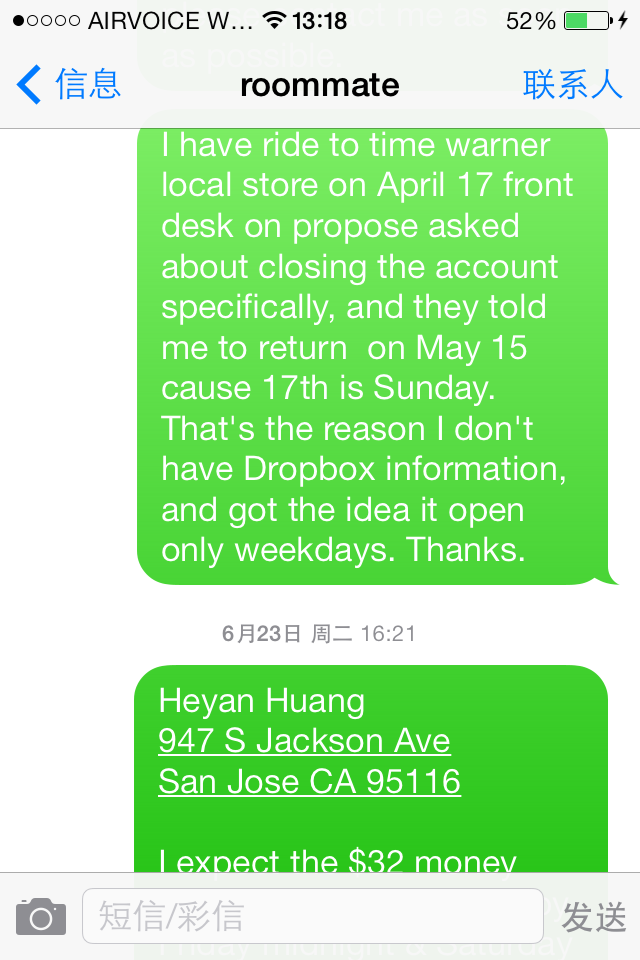 AIRVOICE W... 13:18 52%
as possible.
信息 roommate 联系人
I have ride to time warner
local store on April 17 front
desk on propose asked
about closing the account
specifically, and they told
me to return  on May 15
cause 17th is Sunday.
That's the reason I don't
have Dropbox information,
and got the idea it open
only weekdays. Thanks.
6月23日 周二 16:21
Heyan Huang
947 S Jackson Ave
San Jose CA 95116
I expect the $32 money
短信/彩信 发送
Friday midnight & Saturday